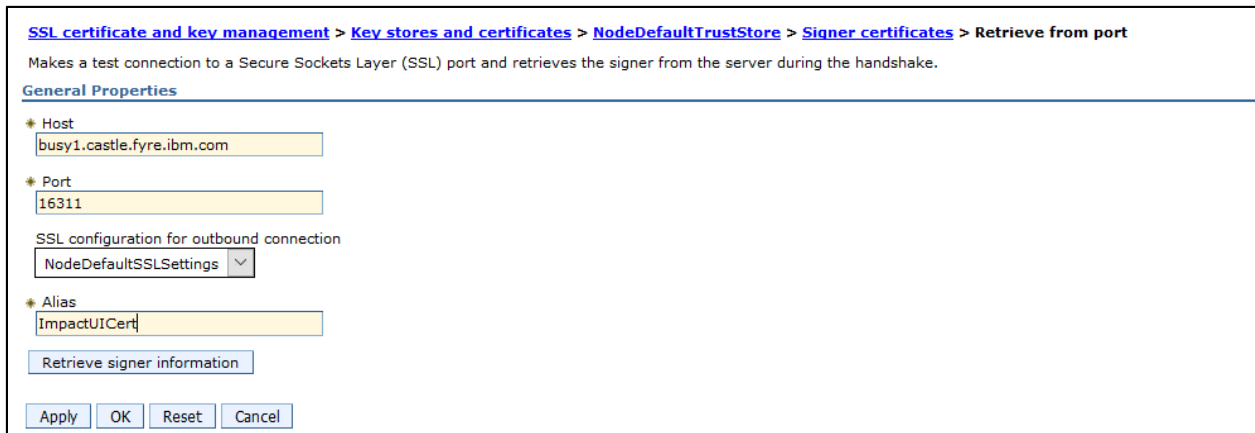 SSL certificate and key management > Key stores and certificates > NodeDefaultTrustStore > Signer certificates > Retrieve from port
Makes a test connection to a Secure Sockets Layer (SSL) port and retrieves the signer from the server during the handshake.
General Properties
Host
busy1.castle.fyre.ibm.com
Port
16311
SSL configuration for outbound connection
NodeDefaultSSLSettings
Alias
ImpactUICert
Retrieve signer information
Apply OK Reset Cancel